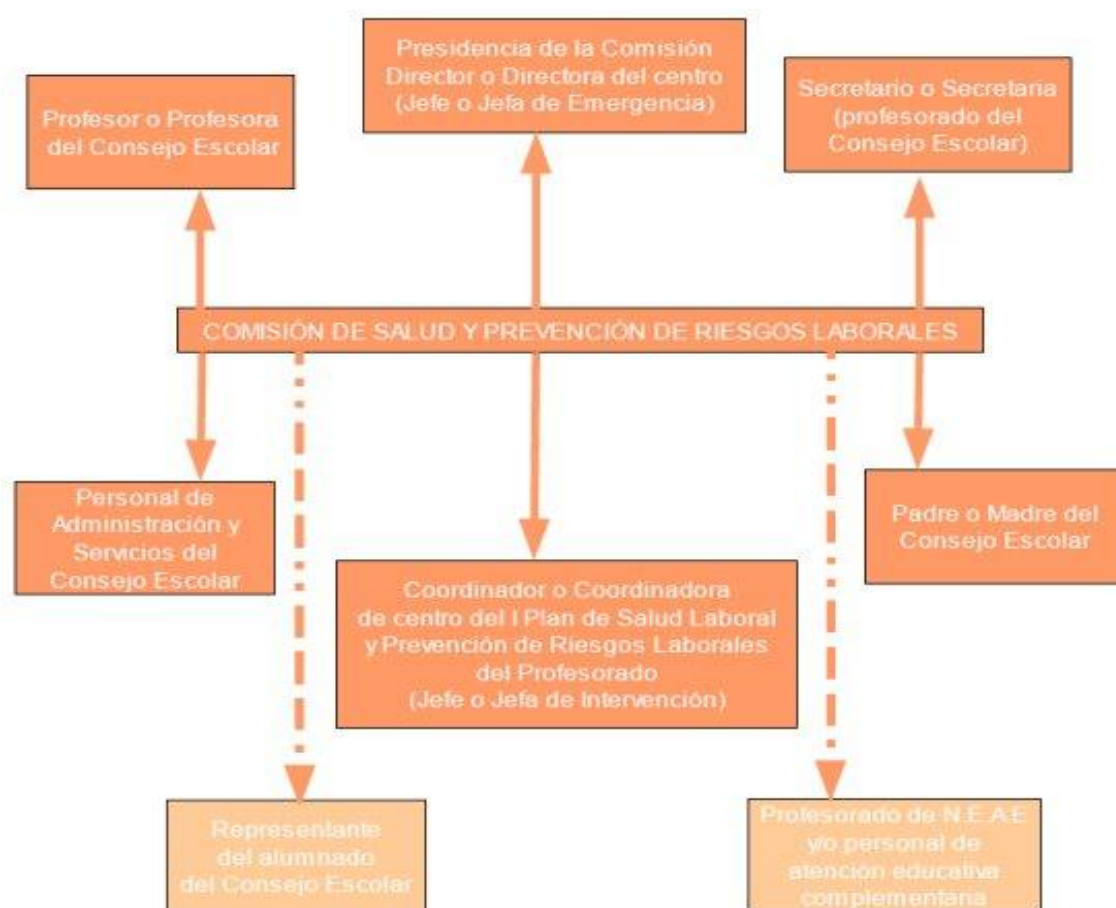 Presidencia de la Comisión
Director o Directora del centro
(Jefe o Jefa de Emergencia)
Profesor o Profesora
del Consejo Escolar
Secretario o Secretaria
(profesorado del
Consejo Escolar)
COMISIÓN DE SALUD Y PREVENCIÓN DE RIESGOS LABORALES
Personal de
Administración y
Servicios del
Consejo Escolar
Padre o Madre del
Consejo Escolar
Coordinador o Coordinadora
de centro del I Plan de Salud Laboral
y Prevención de Riesgos Laborales
del Profesorado
(Jefe o Jefa de Intervención)
Representante
del alumnado
del Consejo Escolar
Profesorado de N.E.A.E
y/o personal de
atención educativa
complementaria